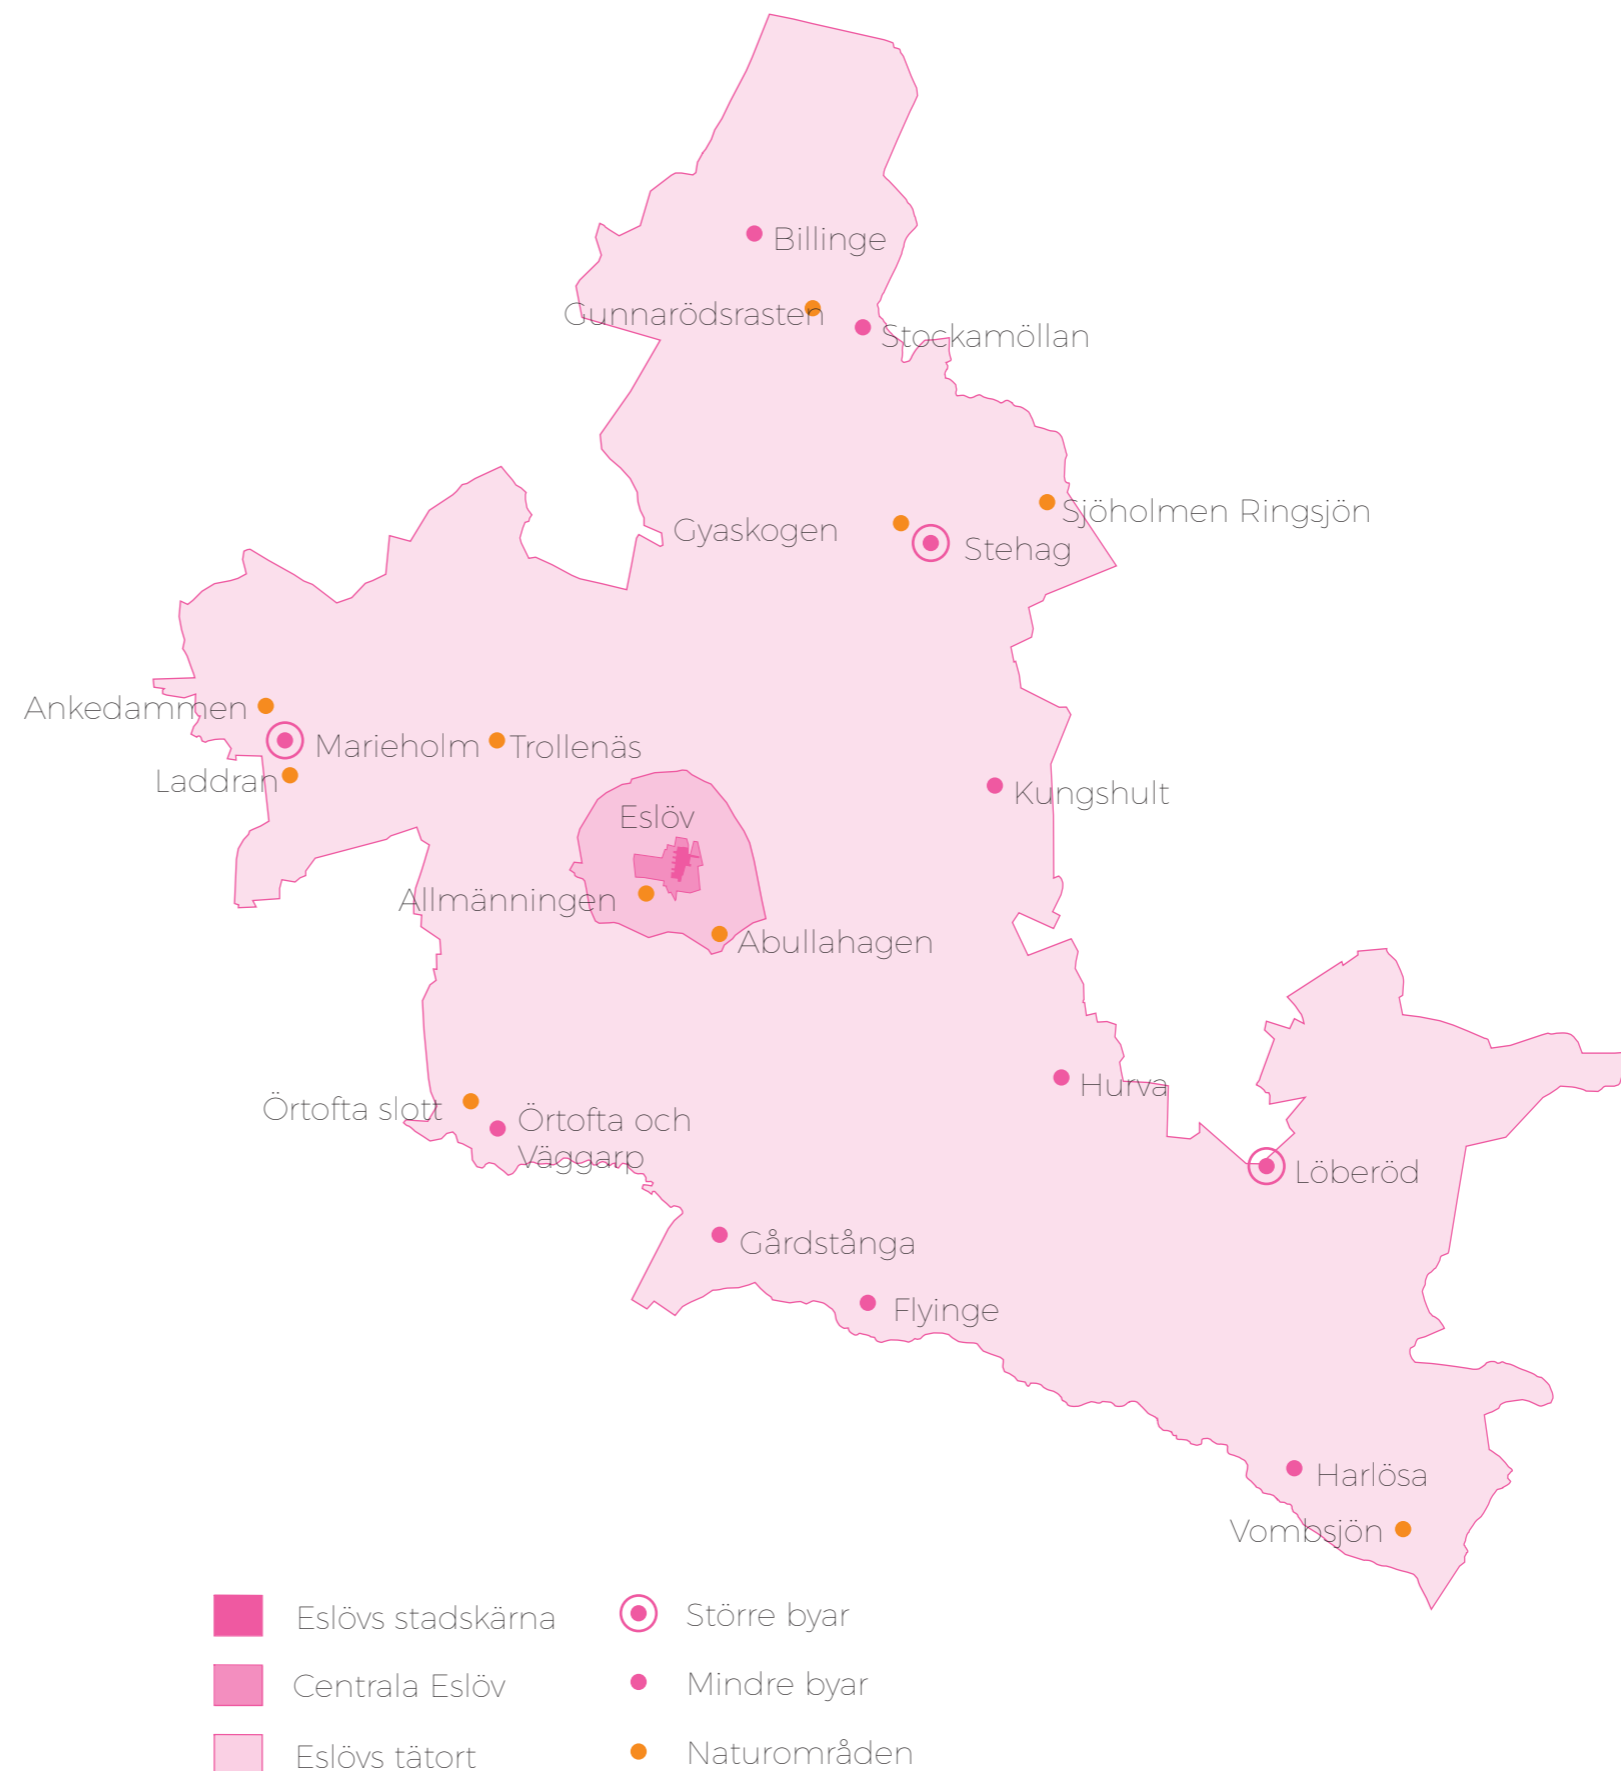 Billinge
Gunnarödsrasten
Stockamöllan
Sjöholmen Ringsjön
Gyaskogen
Stehag
Ankedammen
Marieholm
Trollenäs
Laddran
Kungshult
Eslöv
Allmänningen
Abullahagen
Hurva
Örtofta slott
Örtofta och
Väggarp
Löberöd
Gårdstånga
Flyinge
Harlösa
Vombsjön
Eslövs stadskärna
Större byar
Centrala Eslöv
Mindre byar
Eslövs tätort
Naturområden